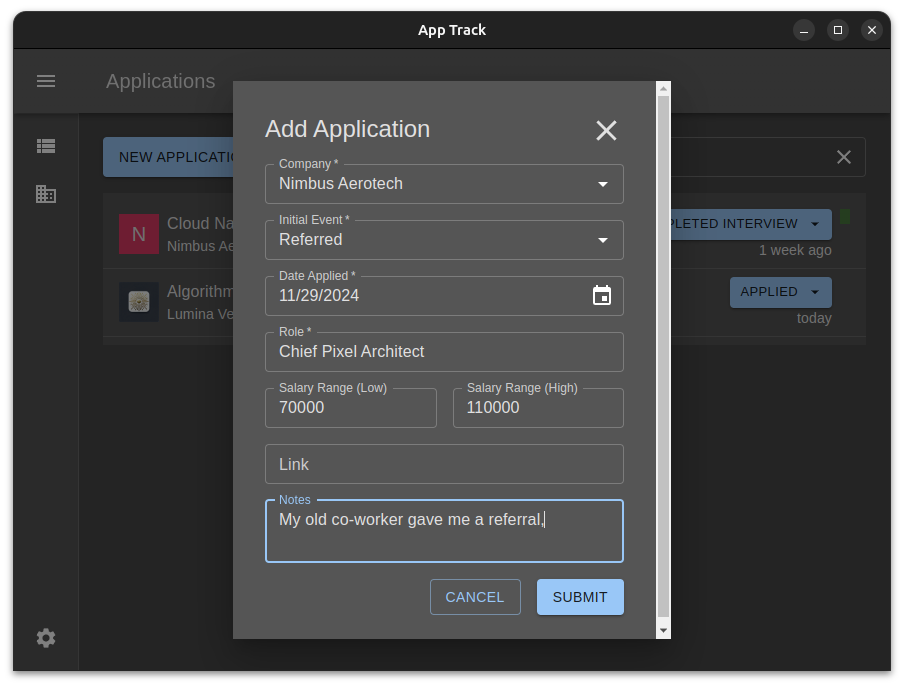 App Track
Applications
NEW APPLICATIO
Add Application
Company *
Nimbus Aerotech
Initial Event *
Referred
Date Applied *
11/29/2024
Role *
Chief Pixel Architect
Salary Range (Low)
70000
Salary Range (High)
110000
Link
Notes
My old co-worker gave me a referral.
CANCEL
SUBMIT
N
Cloud Na
Nimbus Ae
PLETED INTERVIEW
1 week ago
Algorithm
Lumina Ve
APPLIED
today